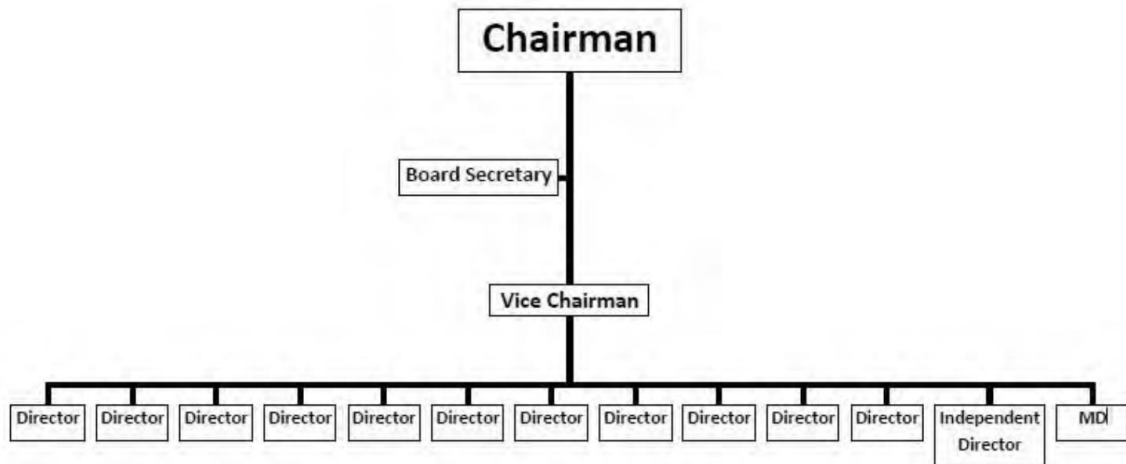 Chairman
Board Secretary
Vice Chairman
Director
Director
Director
Director
Director
Director
Director
Director
Director
Director
Director
Independent
Director
MD